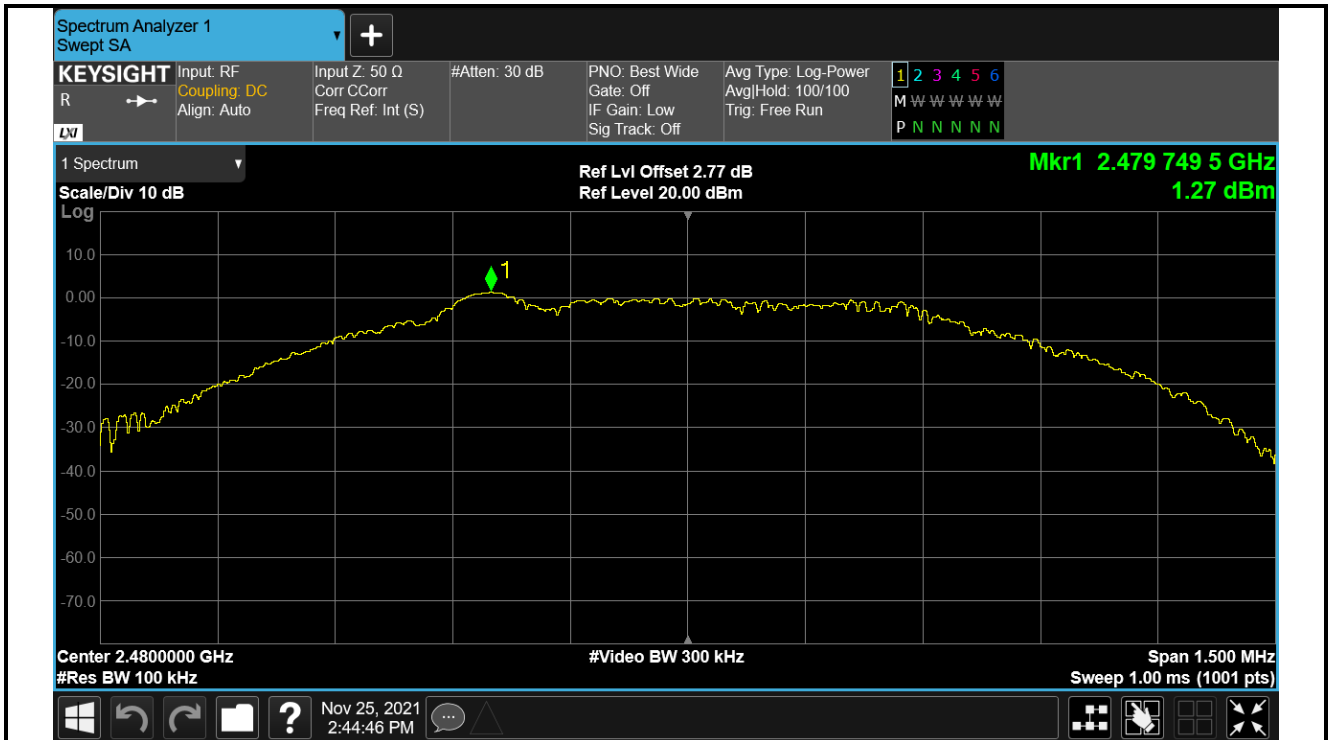 Spectrum Analyzer 1
Swept SA
KEYSIGHT
R
LXI
Input: RF
Coupling: DC
Align: Auto
Input Z: 50 Ω
Corr CCorr
Freq Ref: Int (S)
#Atten: 30 dB
PNO: Best Wide
Gate: Off
IF Gain: Low
Sig Track: Off
Avg Type: Log-Power
Avg|Hold: 100/100
Trig: Free Run
1 2 3 4 5 6
M W W W W W
P N N N N N
1 Spectrum
Scale/Div 10 dB
Log
Ref Lvl Offset 2.77 dB
Ref Level 20.00 dBm
Mkr1 2.479 749 5 GHz
1.27 dBm
10.0
1
0.00
-10.0
-20.0
-30.0
-40.0
-50.0
-60.0
-70.0
Center 2.4800000 GHz
#Res BW 100 kHz
#Video BW 300 kHz
Span 1.500 MHz
Sweep 1.00 ms (1001 pts)
?
Nov 25, 2021
2:44:46 PM